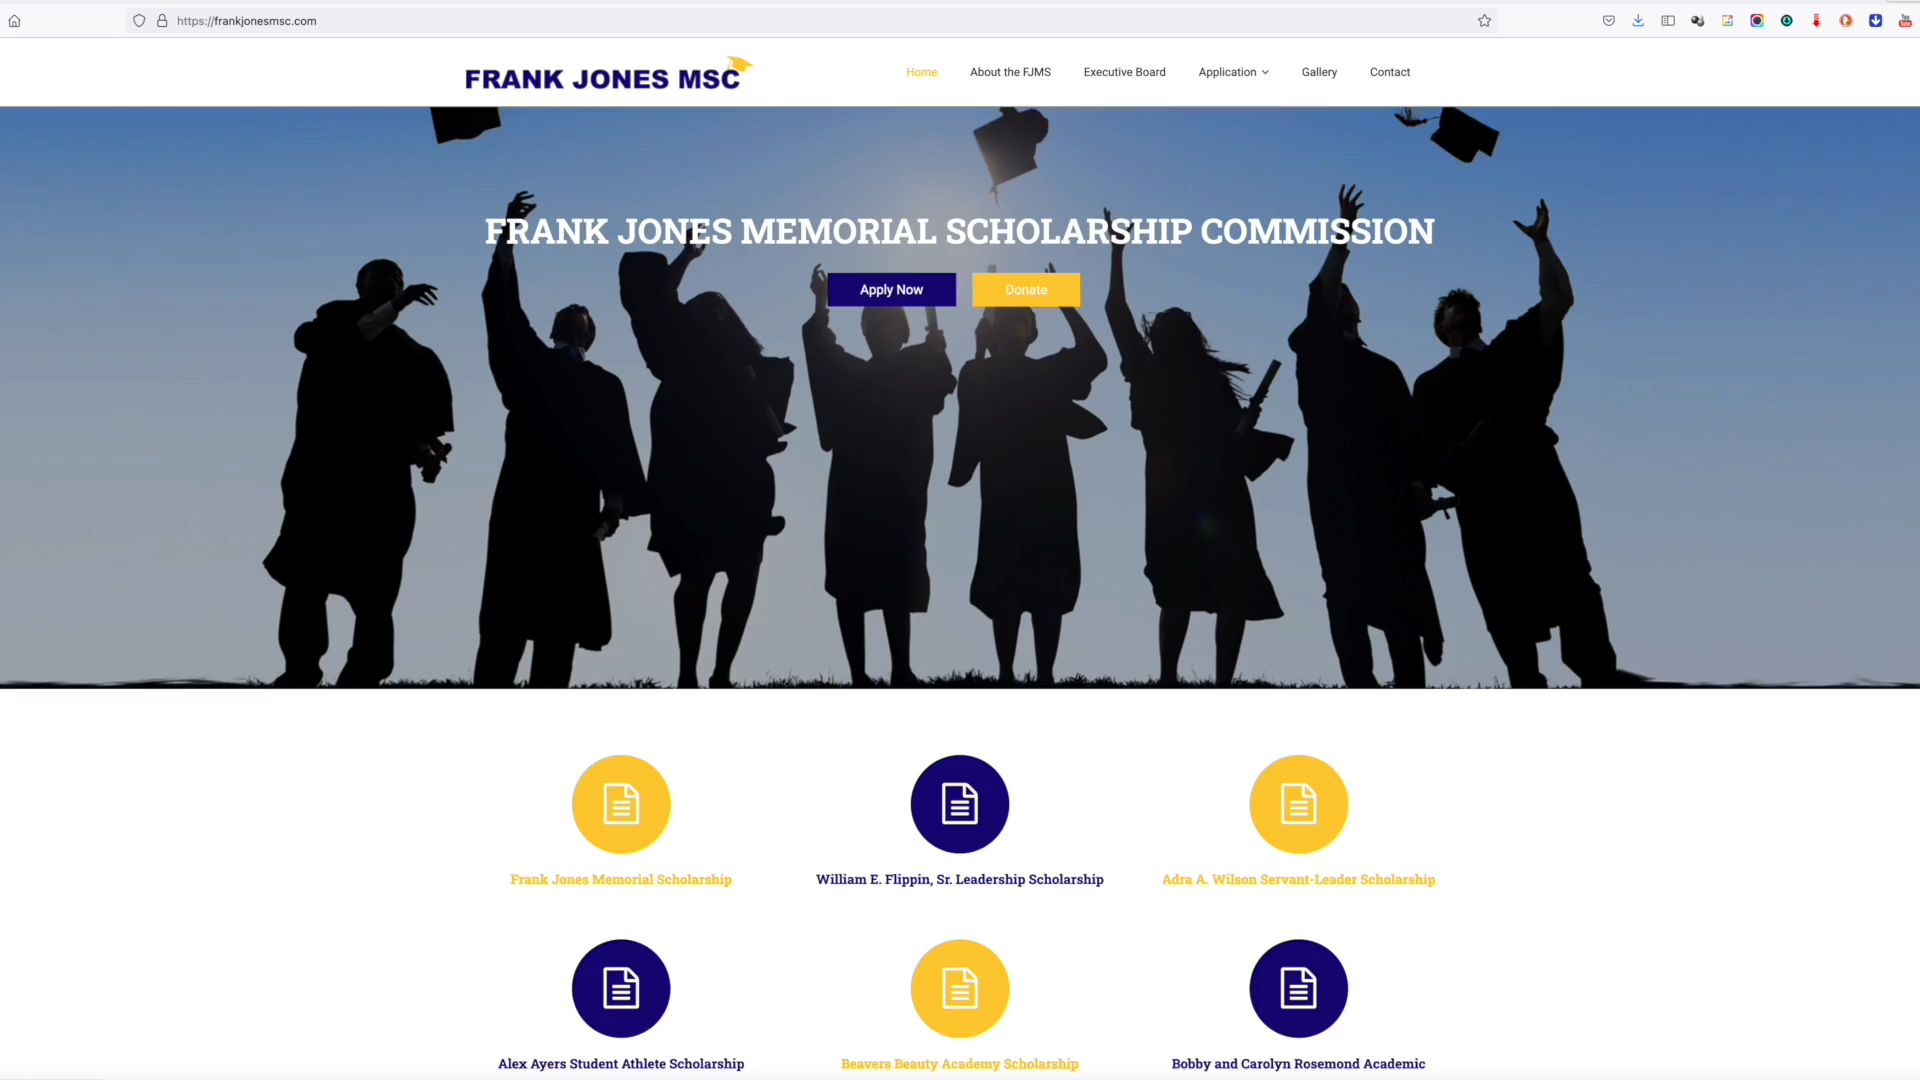 https://frankjonesmsc.com
FRANK JONES MSC
Home
About the FJMS
Executive Board
Application
Gallery
Contact
FRANK JONES MEMORIAL SCHOLARSHIP COMMISSION
Apply Now
Donate
Frank Jones Memorial Scholarship
William E. Flippin, Sr. Leadership Scholarship
Adra A. Wilson Servant-Leader Scholarship
Alex Ayers Student Athlete Scholarship
Beavers Beauty Academy Scholarship
Bobby and Carolyn Rosemond Academic